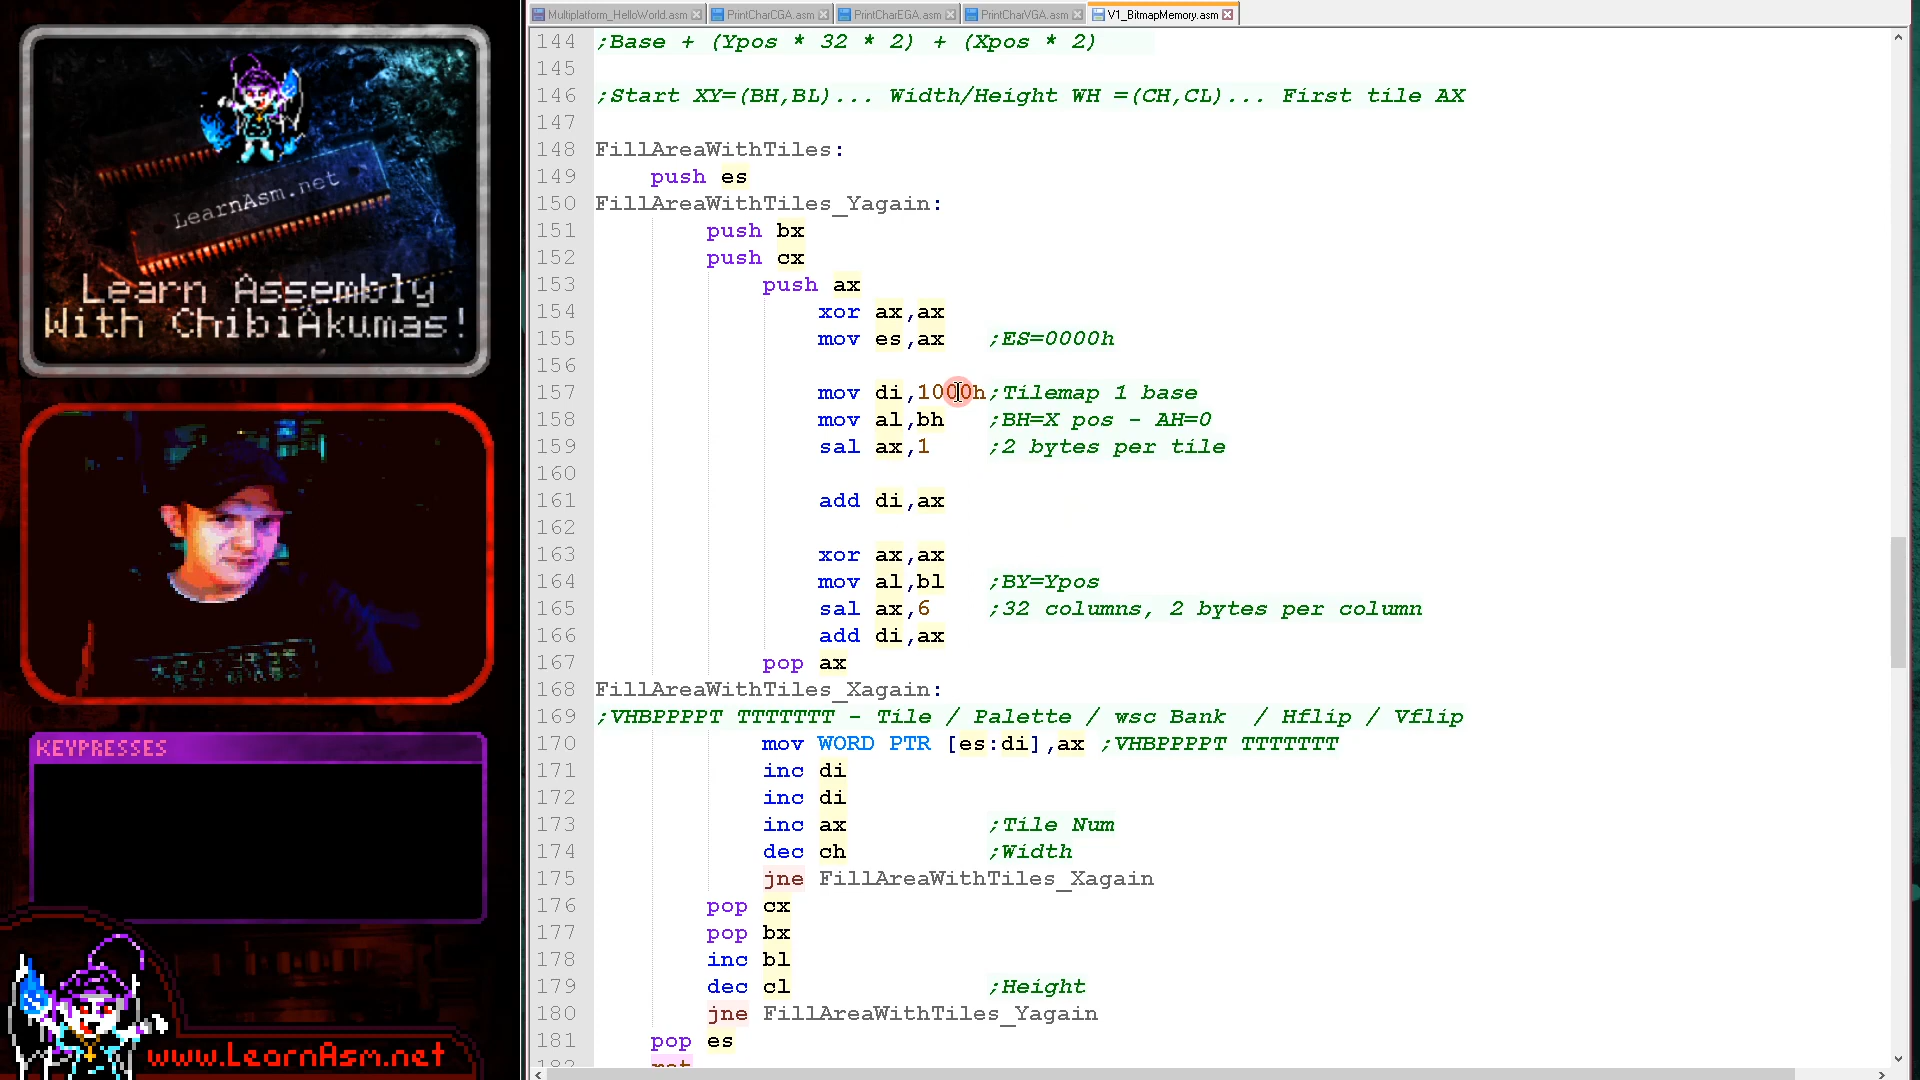 Multiplatform_HelloWorld.asm
PrintCharCGA.asm
PrintCharEGA.asm
PrintCharVGA.asm
V1_BitmapMemory.asm
LearnAsm.net
Learn Assembly
With ChibiAkumas!
KEYPRESSES
www.LearnAsm.net
144 ;Base + (Ypos * 32 * 2) + (Xpos * 2)
145
146 ;Start XY=(BH,BL)... Width/Height WH =(CH,CL)... First tile AX
147
148 FillAreaWithTiles:
149 push es
150 FillAreaWithTiles_Yagain:
151 push bx
152 push cx
153 push ax
154 xor ax,ax
155 mov es,ax ;ES=0000h
156
157 mov di,1000h;Tilemap 1 base
158 mov al,bh ;BH=X pos - AH=0
159 sal ax,1 ;2 bytes per tile
160
161 add di,ax
162
163 xor ax,ax
164 mov al,bl ;BY=Ypos
165 sal ax,6 ;32 columns, 2 bytes per column
166 add di,ax
167 pop ax
168 FillAreaWithTiles_Xagain:
169 ;VHBPPPPT TTTTTTTT - Tile / Palette / wsc Bank / Hflip / Vflip
170 mov WORD PTR [es:di],ax ;VHBPPPPT TTTTTTTT
171 inc di
172 inc di
173 inc ax ;Tile Num
174 dec ch ;Width
175 jne FillAreaWithTiles_Xagain
176 pop cx
177 pop bx
178 inc bl
179 dec cl ;Height
180 jne FillAreaWithTiles_Yagain
181 pop es